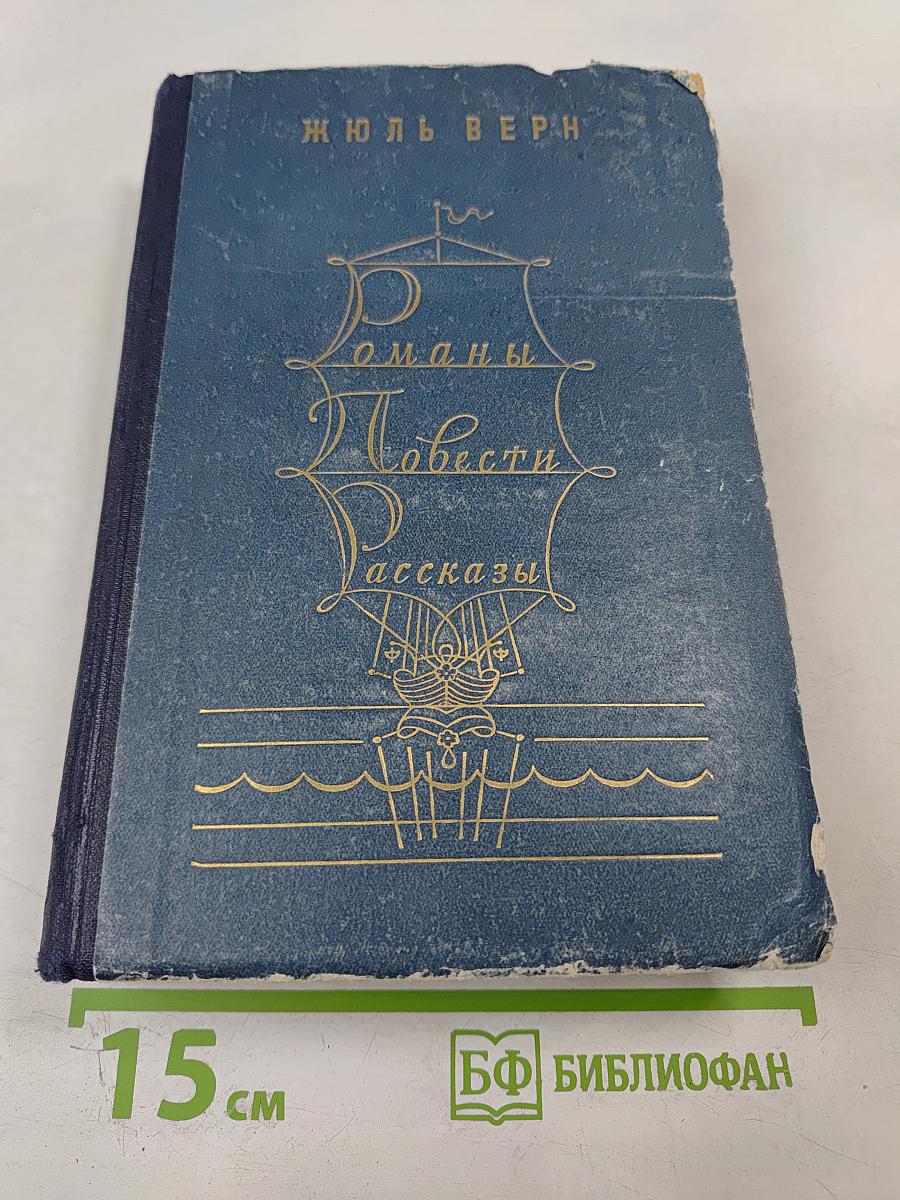 ЖЮЛЬ ВЕРН
Романы
Повести
Рассказы
15 см
БФ БИБЛИОФАН